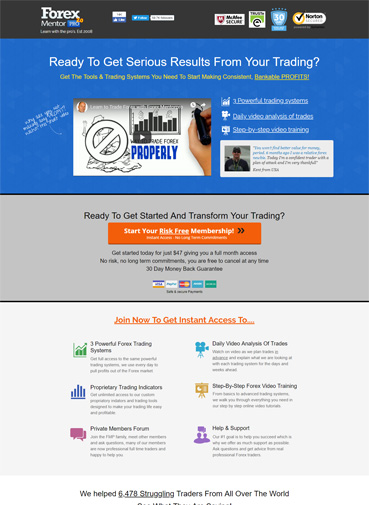 Forex
Mentor PRO 2.0
Learn with the pro's. Est 2008
McAfee
SECURE
TRUSTe
30
Norton
SECURED
Ready To Get Serious Results From Your Trading?
Get The Tools & Trading Systems You Need To Start Making Consistent, Bankable PROFITS!
Learn to Trade Forex
TRADE FOREX
PROPERLY
3 Powerful trading systems
Daily video analysis of trades
Step-by-step video training
"You won't find better value for money,
period. 6 months ago I was a relative forex
newbie. Today I'm a confident trader with a
plan of attack and I'm very thankful!"
Kent from USA
Ready To Get Started And Transform Your Trading?
Start Your Risk Free Membership! »
Instant Access - No Long Term Commitments
Get started today for just $47 giving you a full month access
No risk, no long term commitments, you are free to cancel at any time
30 Day Money Back Guarantee
VISA PayPal
Safe & secure Payments
Join Now To Get Instant Access To....
3 Powerful Forex Trading
Systems
Get full access to the same powerful
trading systems, we use every day to
pull profits out of the Forex market.
Daily Video Analysis Of Trades
Watch on video as we plan trades in
advance and explain what we are looking at
with each trading system for the days and
weeks ahead
Proprietary Trading Indicators
Get unlimited access to our custom
proprietary indators and trading tools
designed to make your trading life easy
and profitable.
Step-By-Step Forex Video Training
From basics to advanced trading systems,
we walk you through everything you need in
our step by step online video tutorials.
Private Members Forum
Join the FMP family, meet other members
and ask questions, many of our members
are now professional full time traders and
happy to help you.
Help & Support
Our #1 goal is to help you succeed which is
why we offer as much support as possible.
Ask questions and get advice from real
professional Forex traders.
We helped 6,478 Struggling Traders From All Over The World